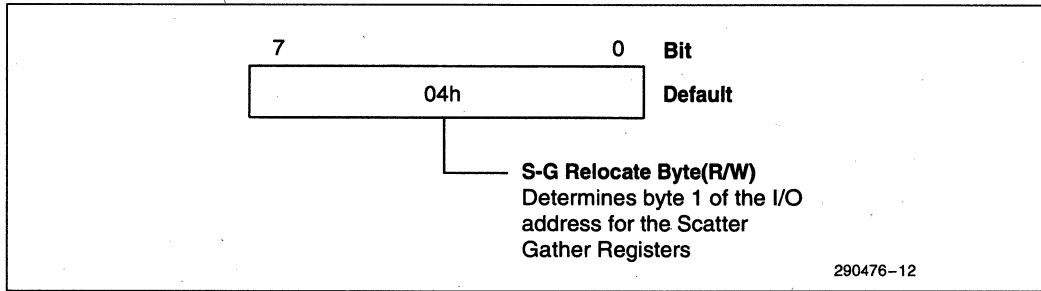 7 0 Bit
04h Default
S-G Relocate Byte(R/W)
Determines byte 1 of the I/O
address for the Scatter
Gather Registers
290476–12